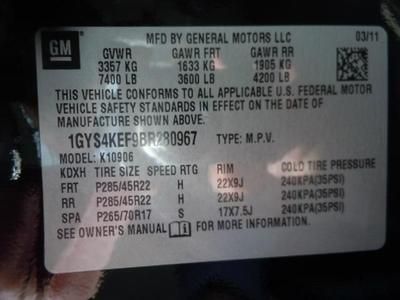 GM
MFD BY GENERAL MOTORS LLC 03/11
GVWR GAWR FRT GAWR RR
3357 KG 1633 KG 1905 KG
7400 LB 3600 LB 4200 LB
THIS VEHICLE CONFORMS TO ALL APPLICABLE U.S. FEDERAL MOTOR
VEHICLE SAFETY STANDARDS IN EFFECT ON THE DATE OF
MANUFACTURE SHOWN ABOVE.
1GYS4KEF9BR280967 TYPE: M.P.V.
MODEL: K10906
KDXH TIRE SIZE SPEED RTG RIM COLD TIRE PRESSURE
FRT P285/45R22 H 22X9J 240KPA(35PSI)
RR P285/45R22 H 22X9J 240KPA(35PSI)
SPA P265/70R17 S 17X7.5J 240KPA(35PSI)
SEE OWNER'S MANUAL FOR MORE INFORMATION